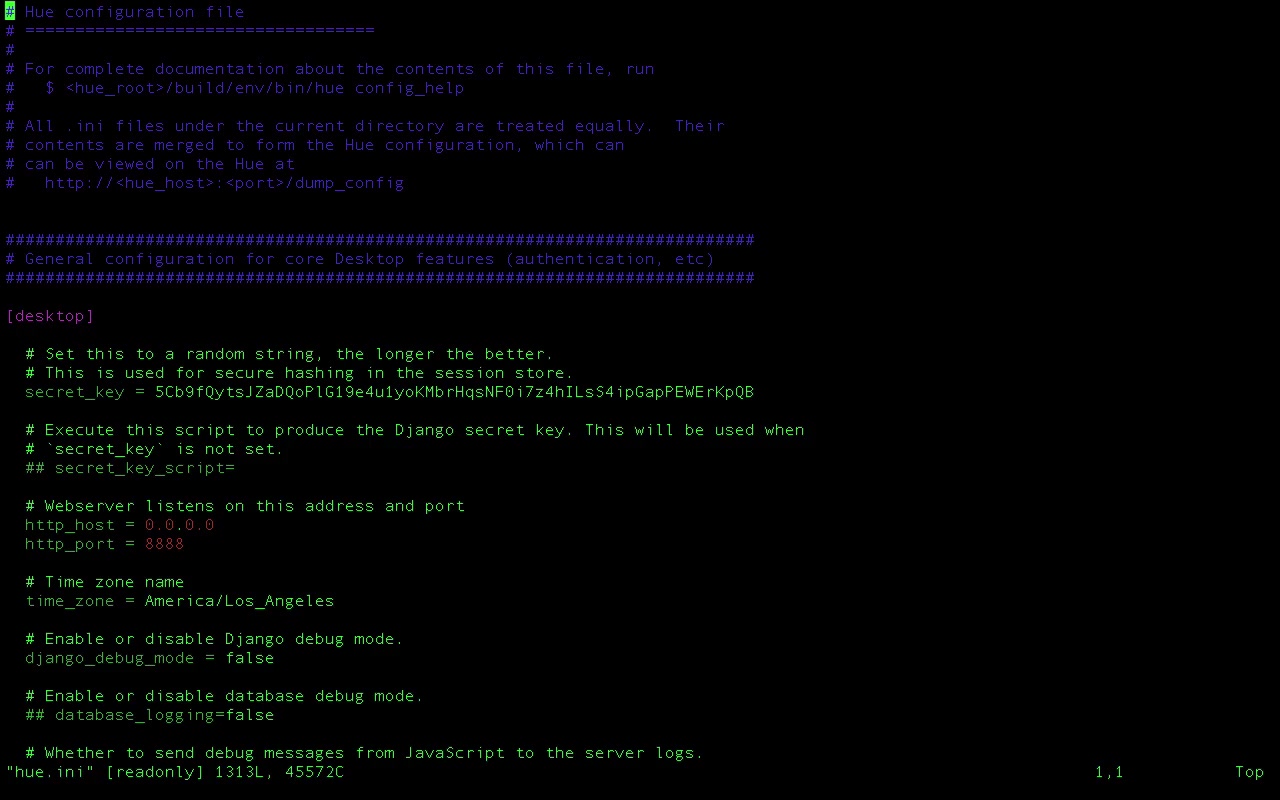 # Hue configuration file
# ===================================
#
# For complete documentation about the contents of this file, run
#   $ <hue_root>/build/env/bin/hue config_help
#
# All .ini files under the current directory are treated equally.  Their
# contents are merged to form the Hue configuration, which can
# can be viewed on the Hue at
#   http://<hue_host>:<port>/dump_config
###########################################################################
# General configuration for core Desktop features (authentication, etc)
###########################################################################
[desktop]
# Set this to a random string, the longer the better.
# This is used for secure hashing in the session store.
secret_key = 5Cb9fQytsJZaDQoPlG19e4u1yoKMbrHqsNF0i7z4hILsS4ipGapPEWErKpQB
# Execute this script to produce the Django secret key. This will be used when
# `secret_key` is not set.
## secret_key_script=
# Webserver listens on this address and port
http_host = 0.0.0.0
http_port = 8888
# Time zone name
time_zone = America/Los_Angeles
# Enable or disable Django debug mode.
django_debug_mode = false
# Enable or disable database debug mode.
## database_logging=false
# Whether to send debug messages from JavaScript to the server logs.
"hue.ini" [readonly] 1313L, 45572C 1,1 Top